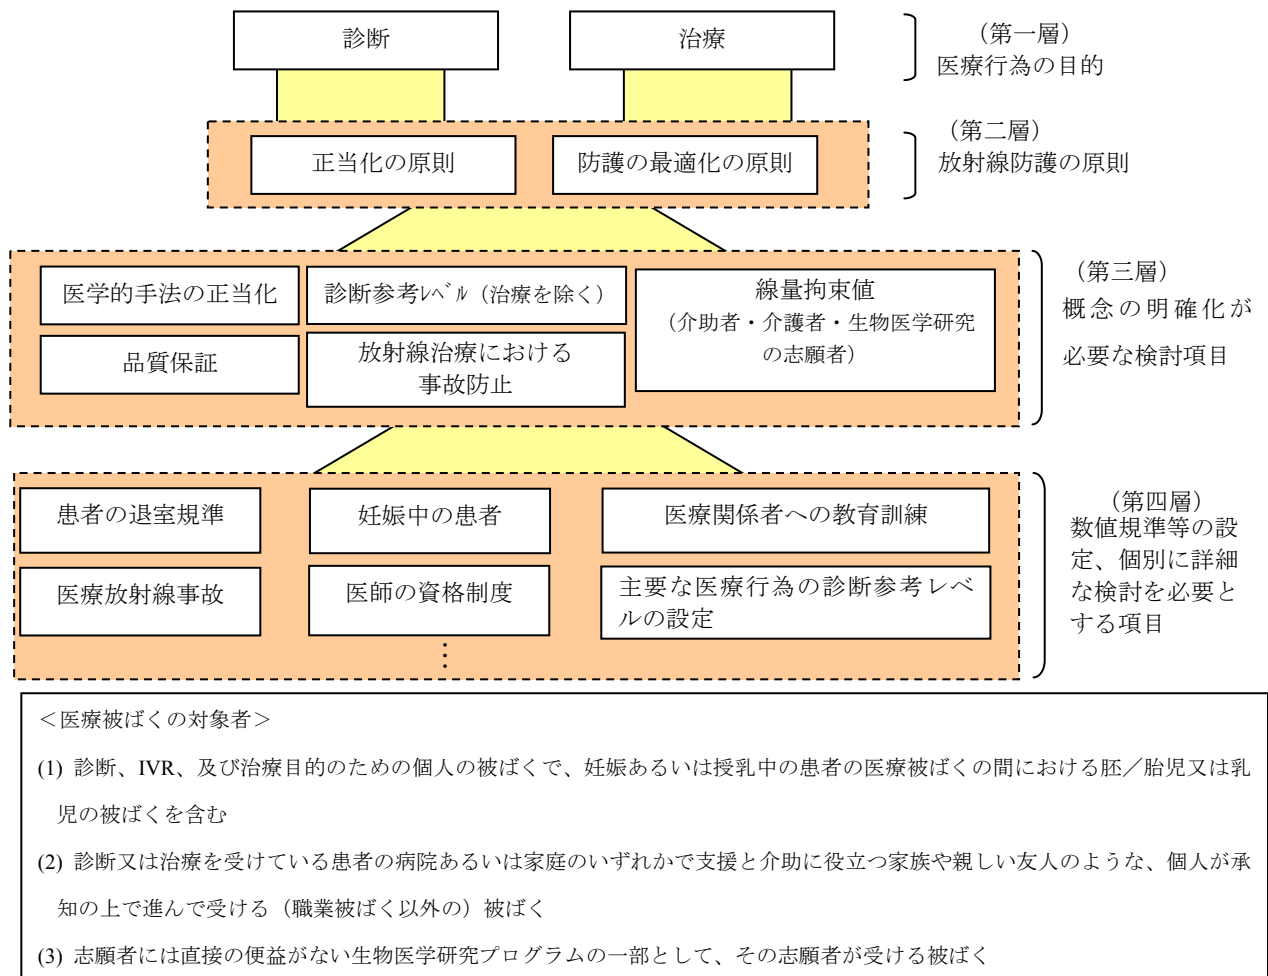 診断
治療
(第一層)
医療行為の目的
正当化の原則
防護の最適化の原則
(第二層)
放射線防護の原則
医学的手法の正当化
診断参考ﾚﾍﾞﾙ(治療を除く)
線量拘束値
(介助者・介護者・生物医学研究
の志願者)
品質保証
放射線治療における
事故防止
(第三層)
概念の明確化が
必要な検討項目
患者の退室規準
妊娠中の患者
医療関係者への教育訓練
医療放射線事故
医師の資格制度
主要な医療行為の診断参考レベ
ルの設定
⋮
(第四層)
数値規準等の設
定、個別に詳細
な検討を必要と
する項目
<医療被ばくの対象者>
(1) 診断、IVR、及び治療目的のための個人の被ばくで、妊娠あるいは授乳中の患者の医療被ばくの間における胚/胎児又は乳
児の被ばくを含む
(2) 診断又は治療を受けている患者の病院あるいは家庭のいずれかで支援と介助に役立つ家族や親しい友人のような、個人が承
知の上で進んで受ける(職業被ばく以外の)被ばく
(3) 志願者には直接の便益がない生物医学研究プログラムの一部として、その志願者が受ける被ばく